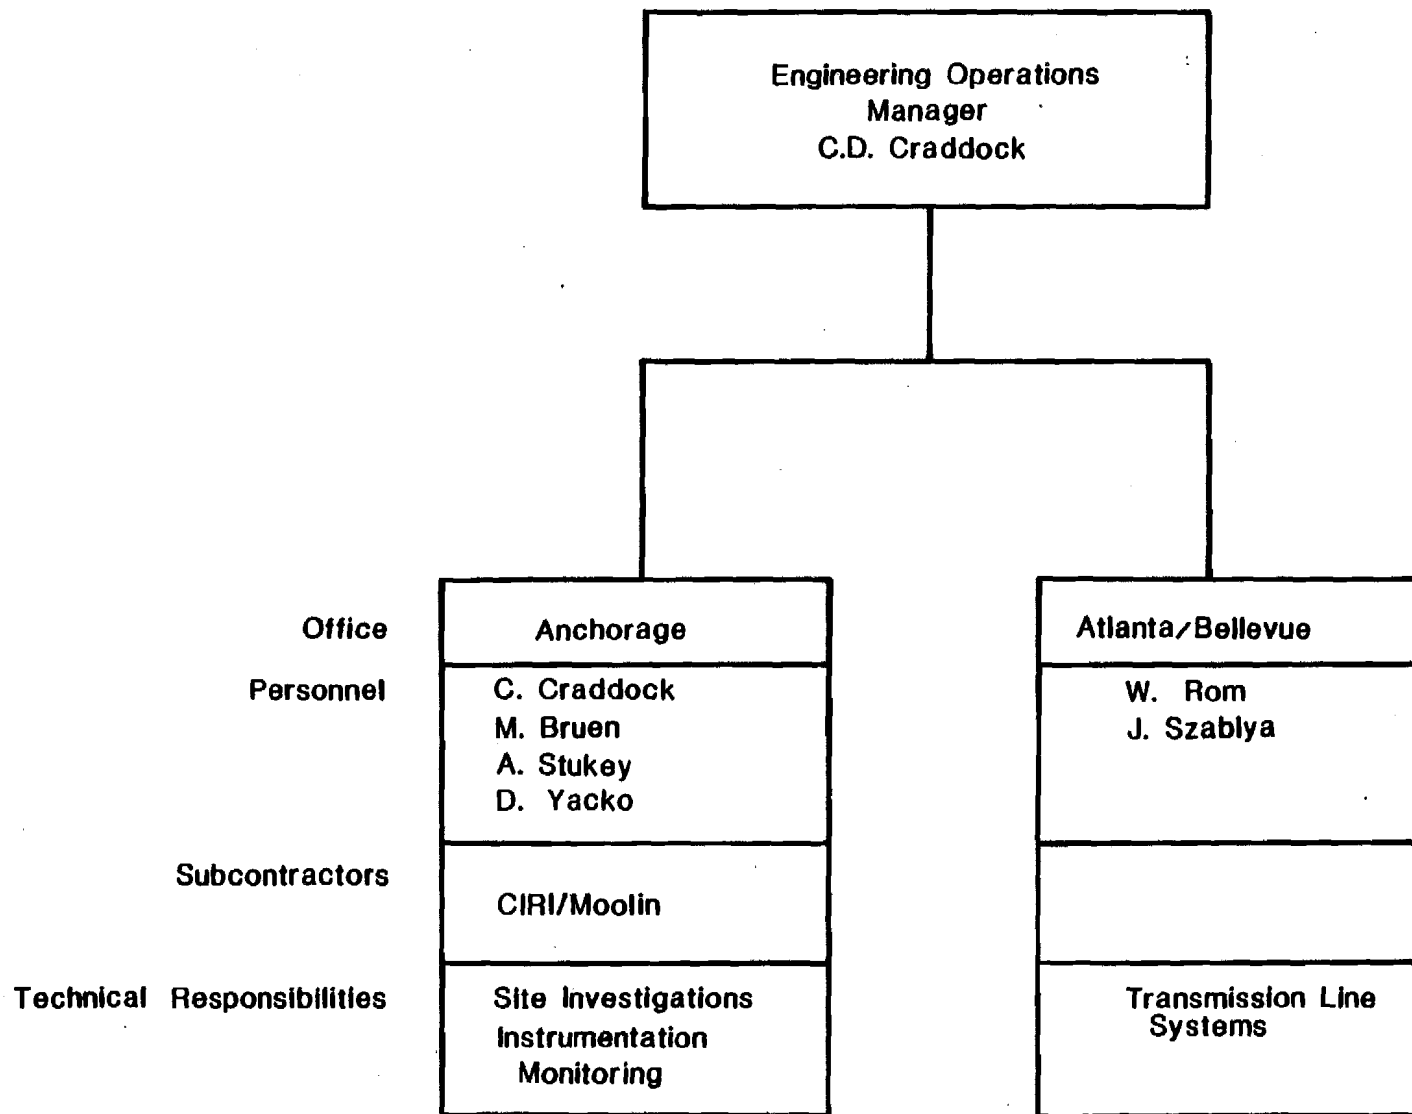 Engineering Operations
Manager
C.D. Craddock
Office
Anchorage
Atlanta/Bellevue
Personnel
C. Craddock
M. Bruen
A. Stukey
D. Yacko
W. Rom
J. Szablya
Subcontractors
CIRI/Moolin
Technical Responsibilities
Site Investigations
Instrumentation
Monitoring
Transmission Line
Systems